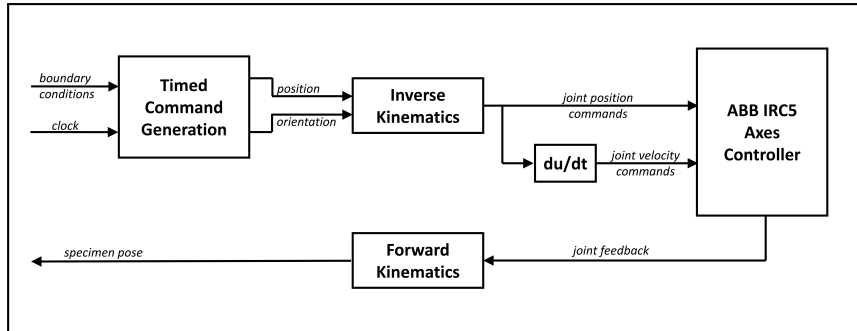 boundary
conditions
clock
Timed
Command
Generation
position
orientation
Inverse
Kinematics
joint position
commands
du/dt
joint velocity
commands
ABB IRC5
Axes
Controller
specimen pose
Forward
Kinematics
joint feedback